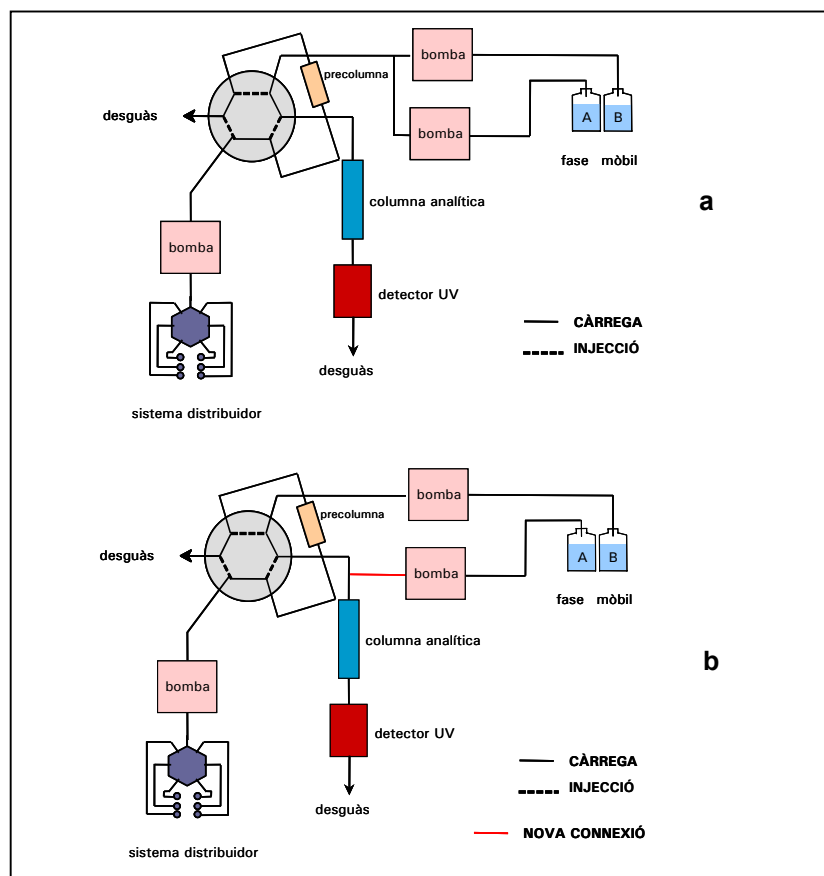 bomba
precolumna
desguàs
bomba
A B
fase mòbil
columna analítica
a
bomba
detector UV
CÀRREGA
INJECCIÓ
desguàs
sistema distribuidor
bomba
precolumna
desguàs
bomba
A B
fase mòbil
columna analítica
b
bomba
detector UV
CÀRREGA
INJECCIÓ
desguàs
NOVA CONNEXIÓ
sistema distribuidor